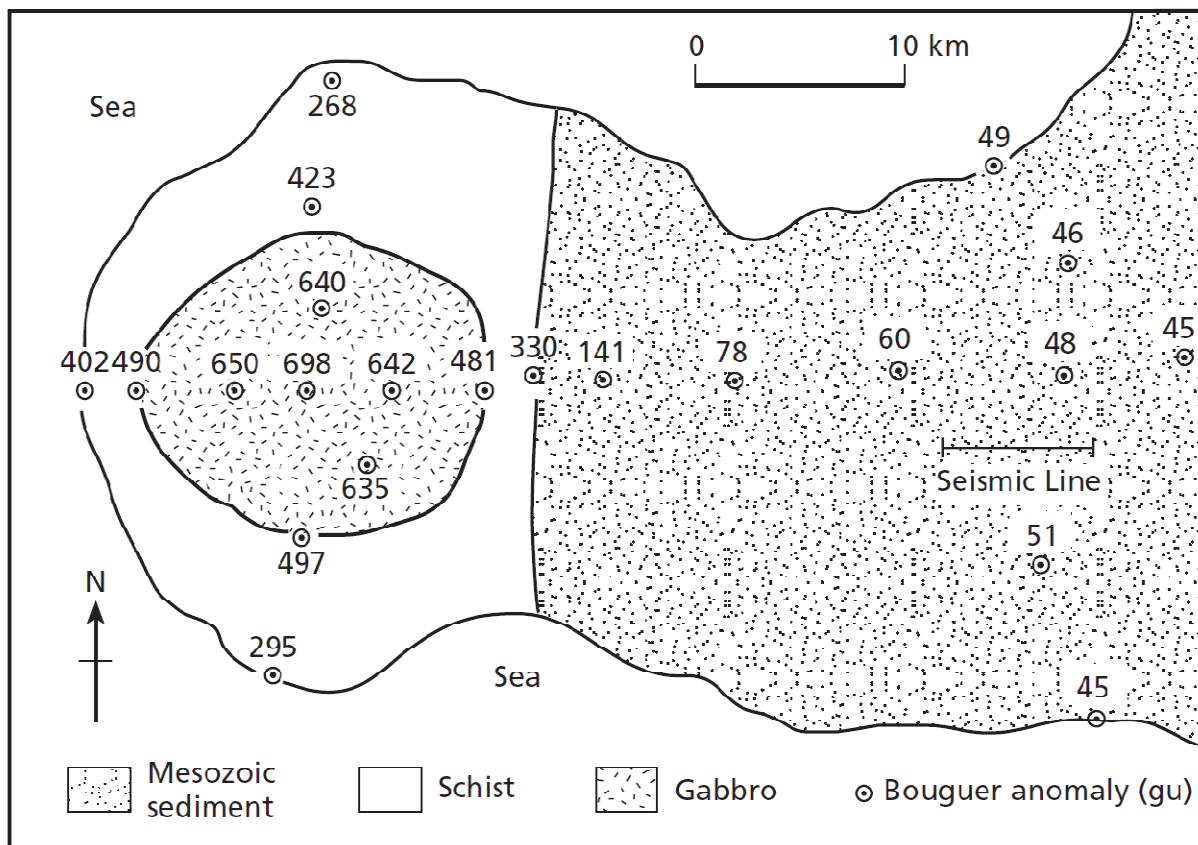 0 10 km
Sea
268
49
423
46
640
402 490 650 698 642 481 330 141 78 60 48 45
635
Seismic Line
497
51
N
295
Sea
45
Mesozoic
sediment
Schist
Gabbro
Bouguer anomaly (gu)